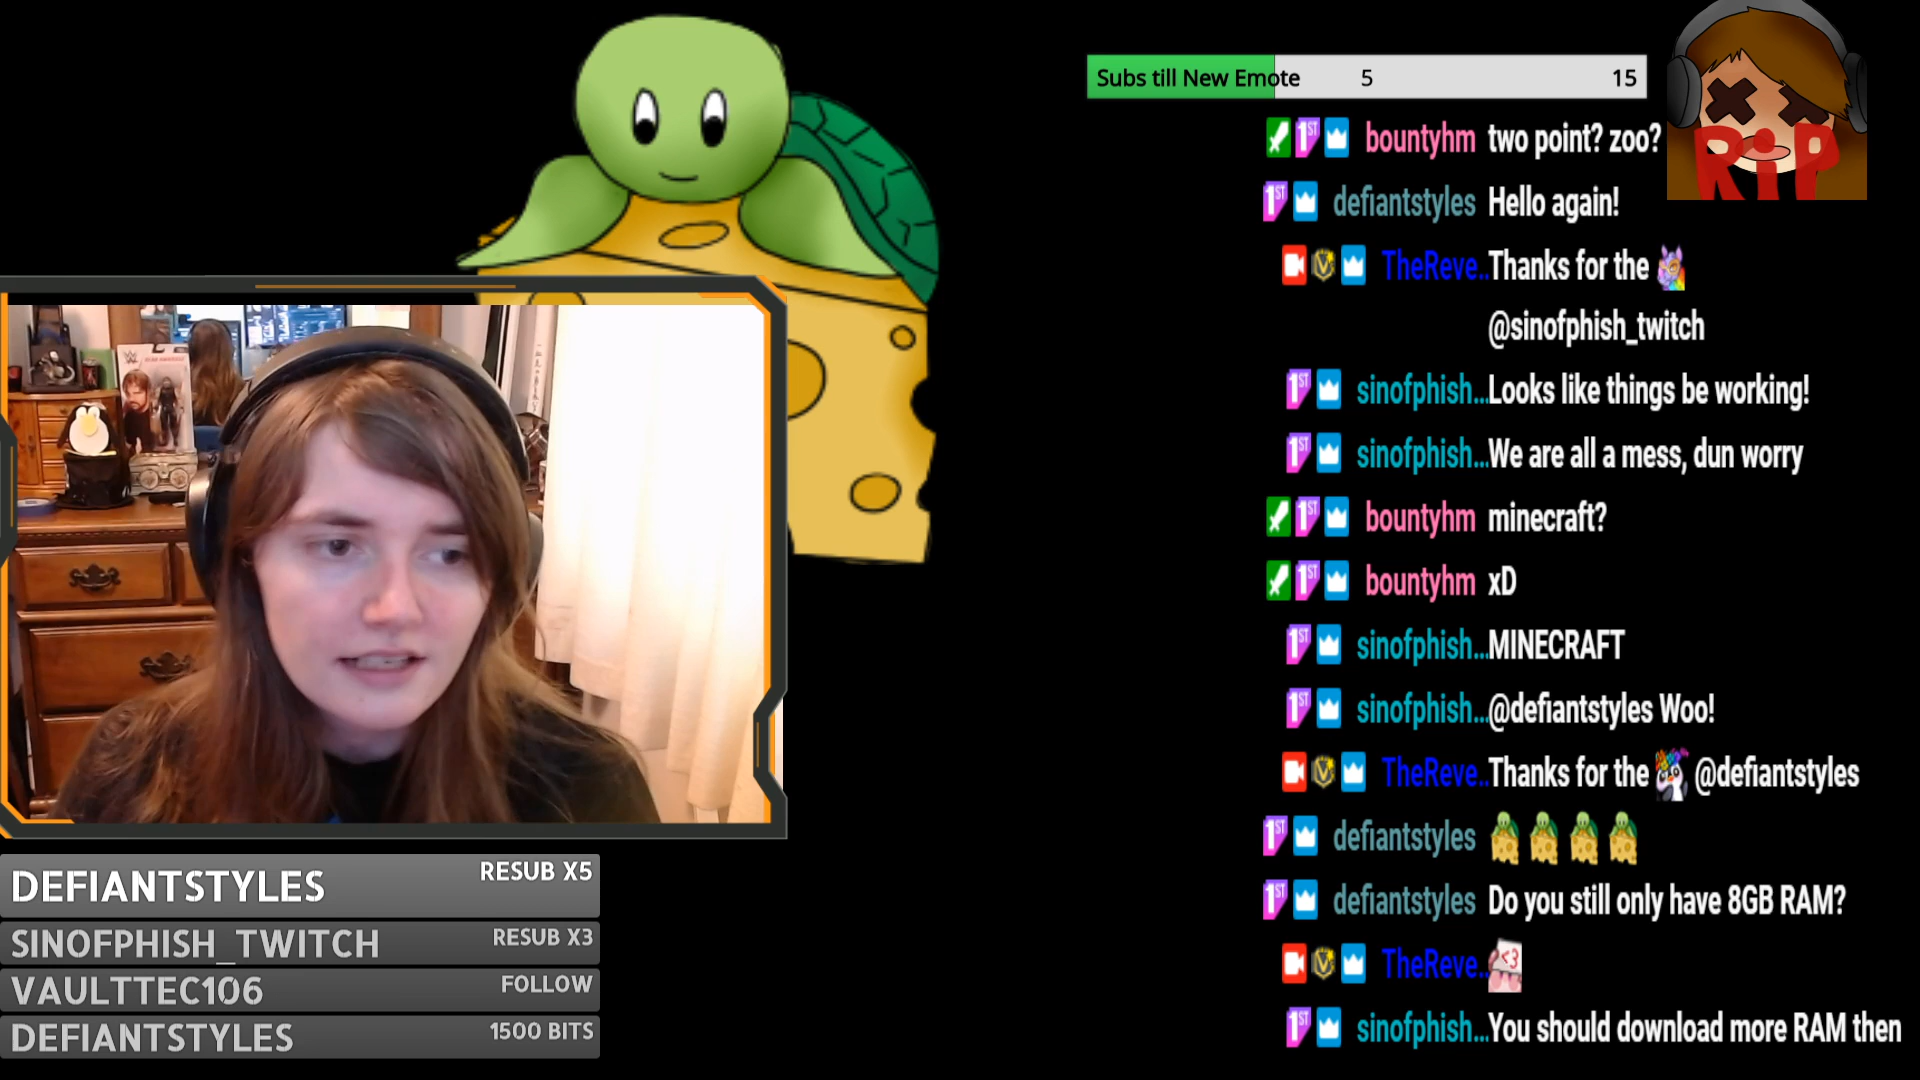 Subs till New Emote 5 15
RiP
bountyhm two point? zoo?
defiantstyles Hello again!
TheReve.. Thanks for the
@sinofphish_twitch
sinofphish... Looks like things be working!
sinofphish... We are all a mess, dun worry
bountyhm minecraft?
bountyhm xD
sinofphish... MINECRAFT
sinofphish... @defiantstyles Woo!
TheReve.. Thanks for the @defiantstyles
defiantstyles
defiantstyles Do you still only have 8GB RAM?
TheReve.. <3
sinofphish... You should download more RAM then
DEFIANTSTYLES RESUB X5
SINOFPHISH_TWITCH RESUB X3
VAULTTEC106 FOLLOW
DEFIANTSTYLES 1500 BITS